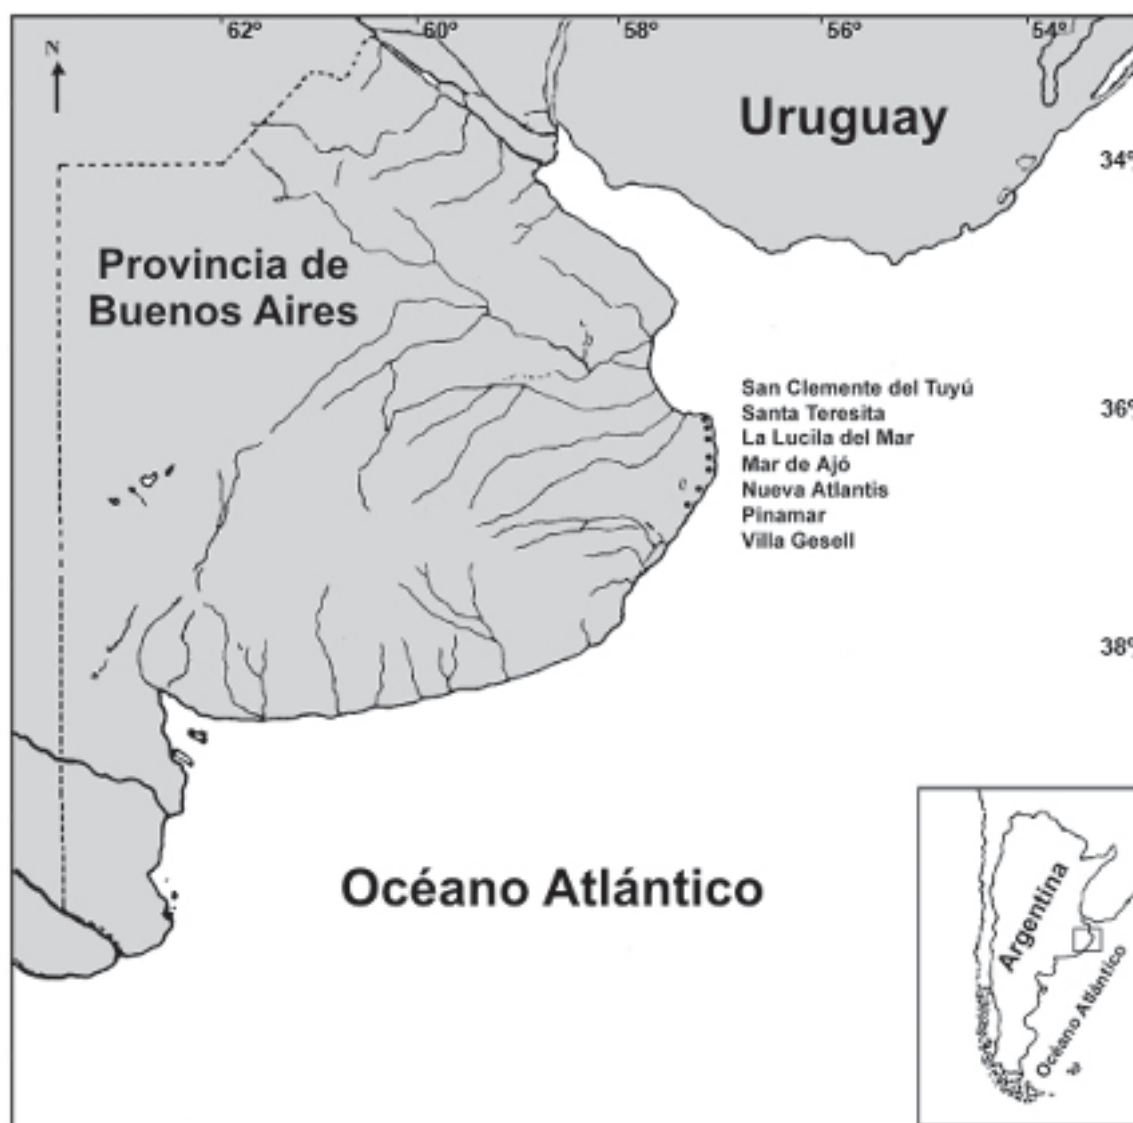 62º 60º 58º 56º 54º
N
Uruguay
34º
Provincia de
Buenos Aires
San Clemente del Tuyú
36º
Santa Teresita
La Lucila del Mar
Mar de Ajó
Nueva Atlantis
Pinamar
Villa Gesell
38º
Océano Atlántico
Argentina
Océano Atlántico